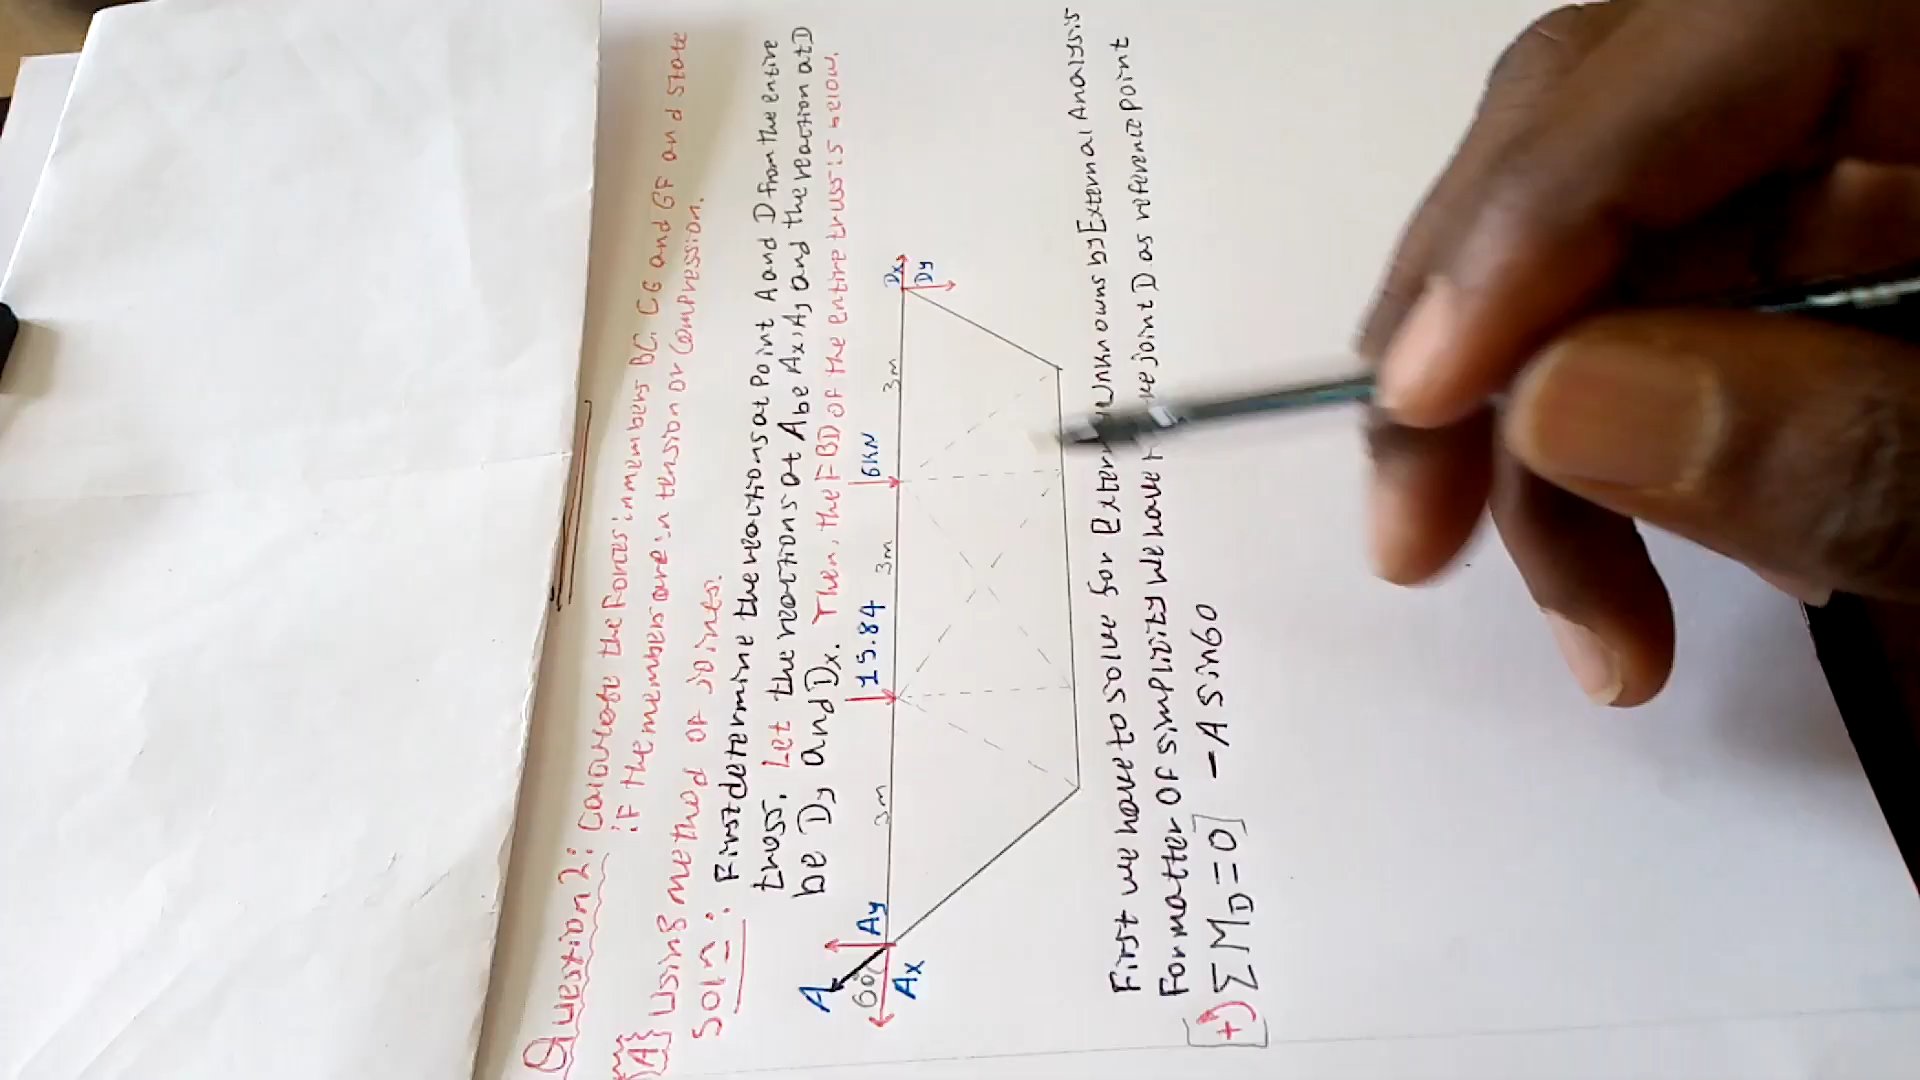 Question 2: Calculate the forces in members BC, CG and GF and state
if the members are in tension or compression.
{A} Using method of joints.
Soln: First determine the reactions at point A and D from the entire
truss. Let the reactions at A be Ax, Ay and the reaction at D
be Dy and Dx. Then, the FBD of the entire truss is below.
A
60°
Ay
Ax
3m
15.84
3m
6kN
3m
Dx
Dy
First we have to solve for extern unknowns by External Analysis
For matter of simplicity we have joint D as reference point
[+) ΣM_D=0] -A sin60